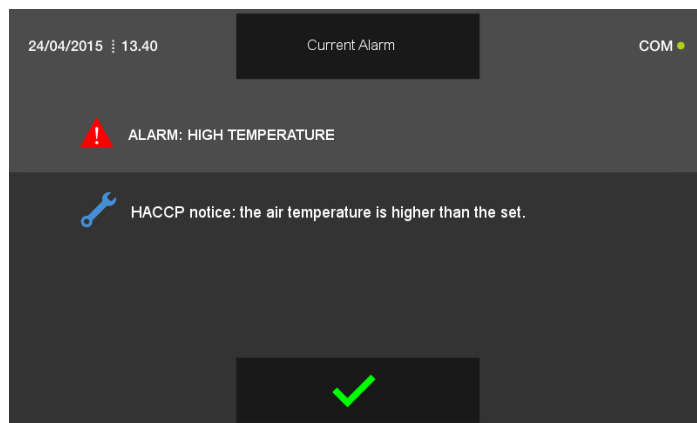 24/04/2015 ⁞ 13.40
Current Alarm
COM
ALARM: HIGH TEMPERATURE
HACCP notice: the air temperature is higher than the set.